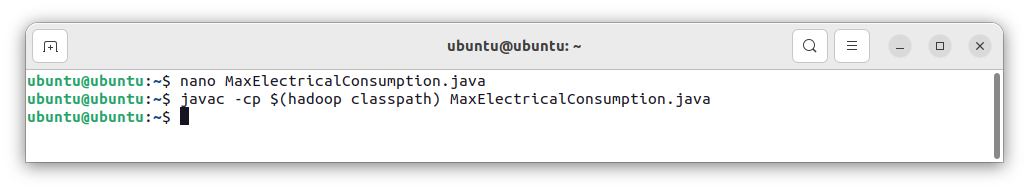 ubuntu@ubuntu: ~
ubuntu@ubuntu:~$ nano MaxElectricalConsumption.java
ubuntu@ubuntu:~$ javac -cp $(hadoop classpath) MaxElectricalConsumption.java
ubuntu@ubuntu:~$